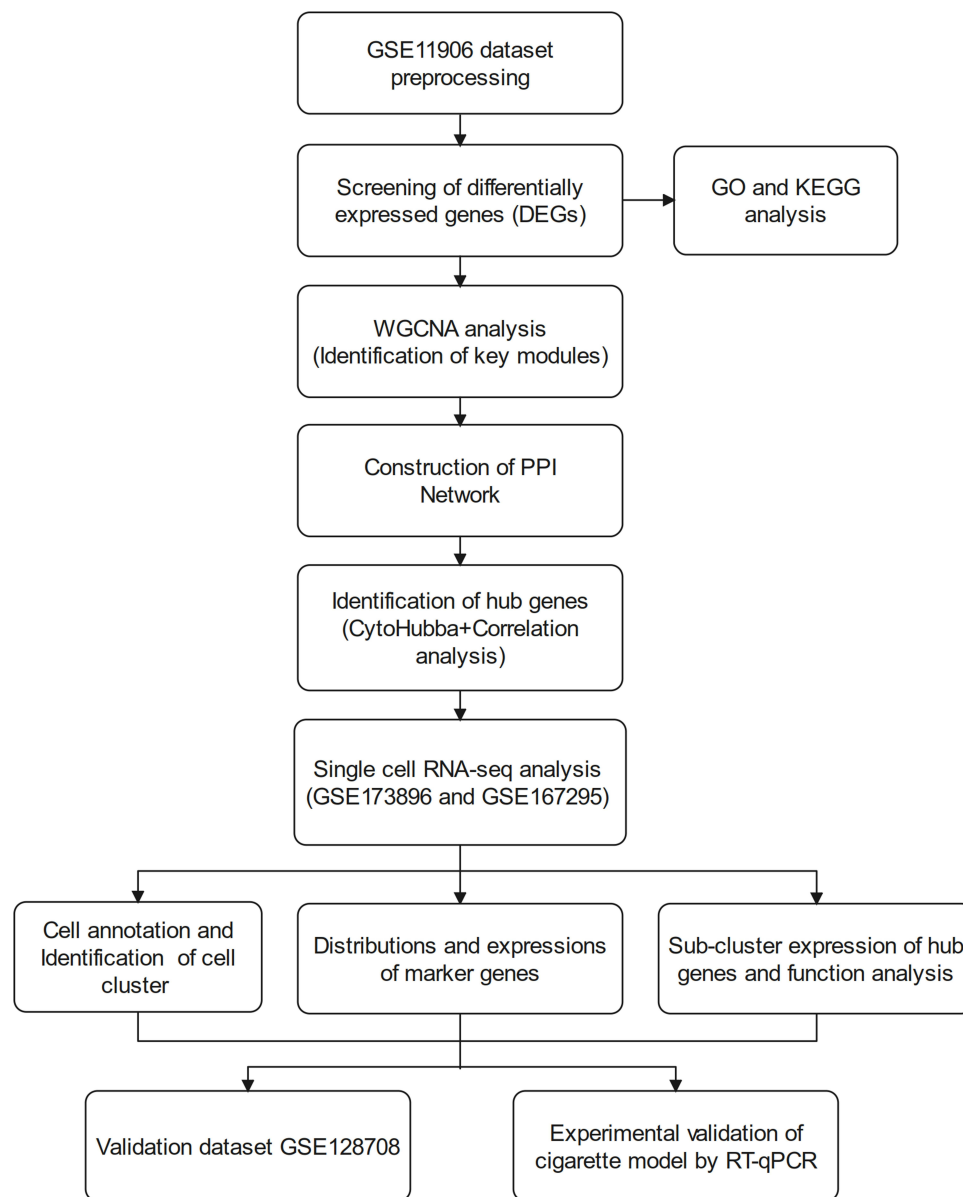 GSE11906 dataset
preprocessing
Screening of differentially
expressed genes (DEGs)
GO and KEGG
analysis
WGCNA analysis
(Identification of key modules)
Construction of PPI
Network
Identification of hub genes
(CytoHubba+Correlation
analysis)
Single cell RNA-seq analysis
(GSE173896 and GSE167295)
Cell annotation and
Identification of cell
cluster
Distributions and expressions
of marker genes
Sub-cluster expression of hub
genes and function analysis
Validation dataset GSE128708
Experimental validation of
cigarette model by RT-qPCR